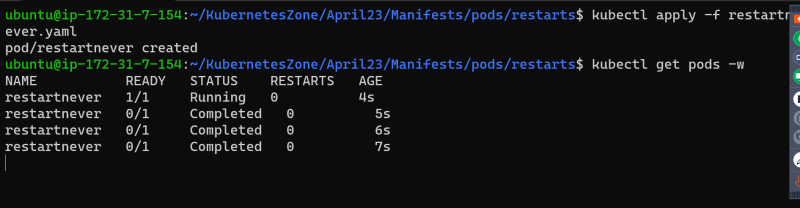 ubuntu@ip-172-31-7-154:~/KubernetesZone/April23/Manifests/pods/restarts$ kubectl apply -f restartn
ever.yaml
pod/restartnever created
ubuntu@ip-172-31-7-154:~/KubernetesZone/April23/Manifests/pods/restarts$ kubectl get pods -w
NAME           READY   STATUS    RESTARTS   AGE
restartnever   1/1     Running   0          4s
restartnever   0/1     Completed   0          5s
restartnever   0/1     Completed   0          6s
restartnever   0/1     Completed   0          7s